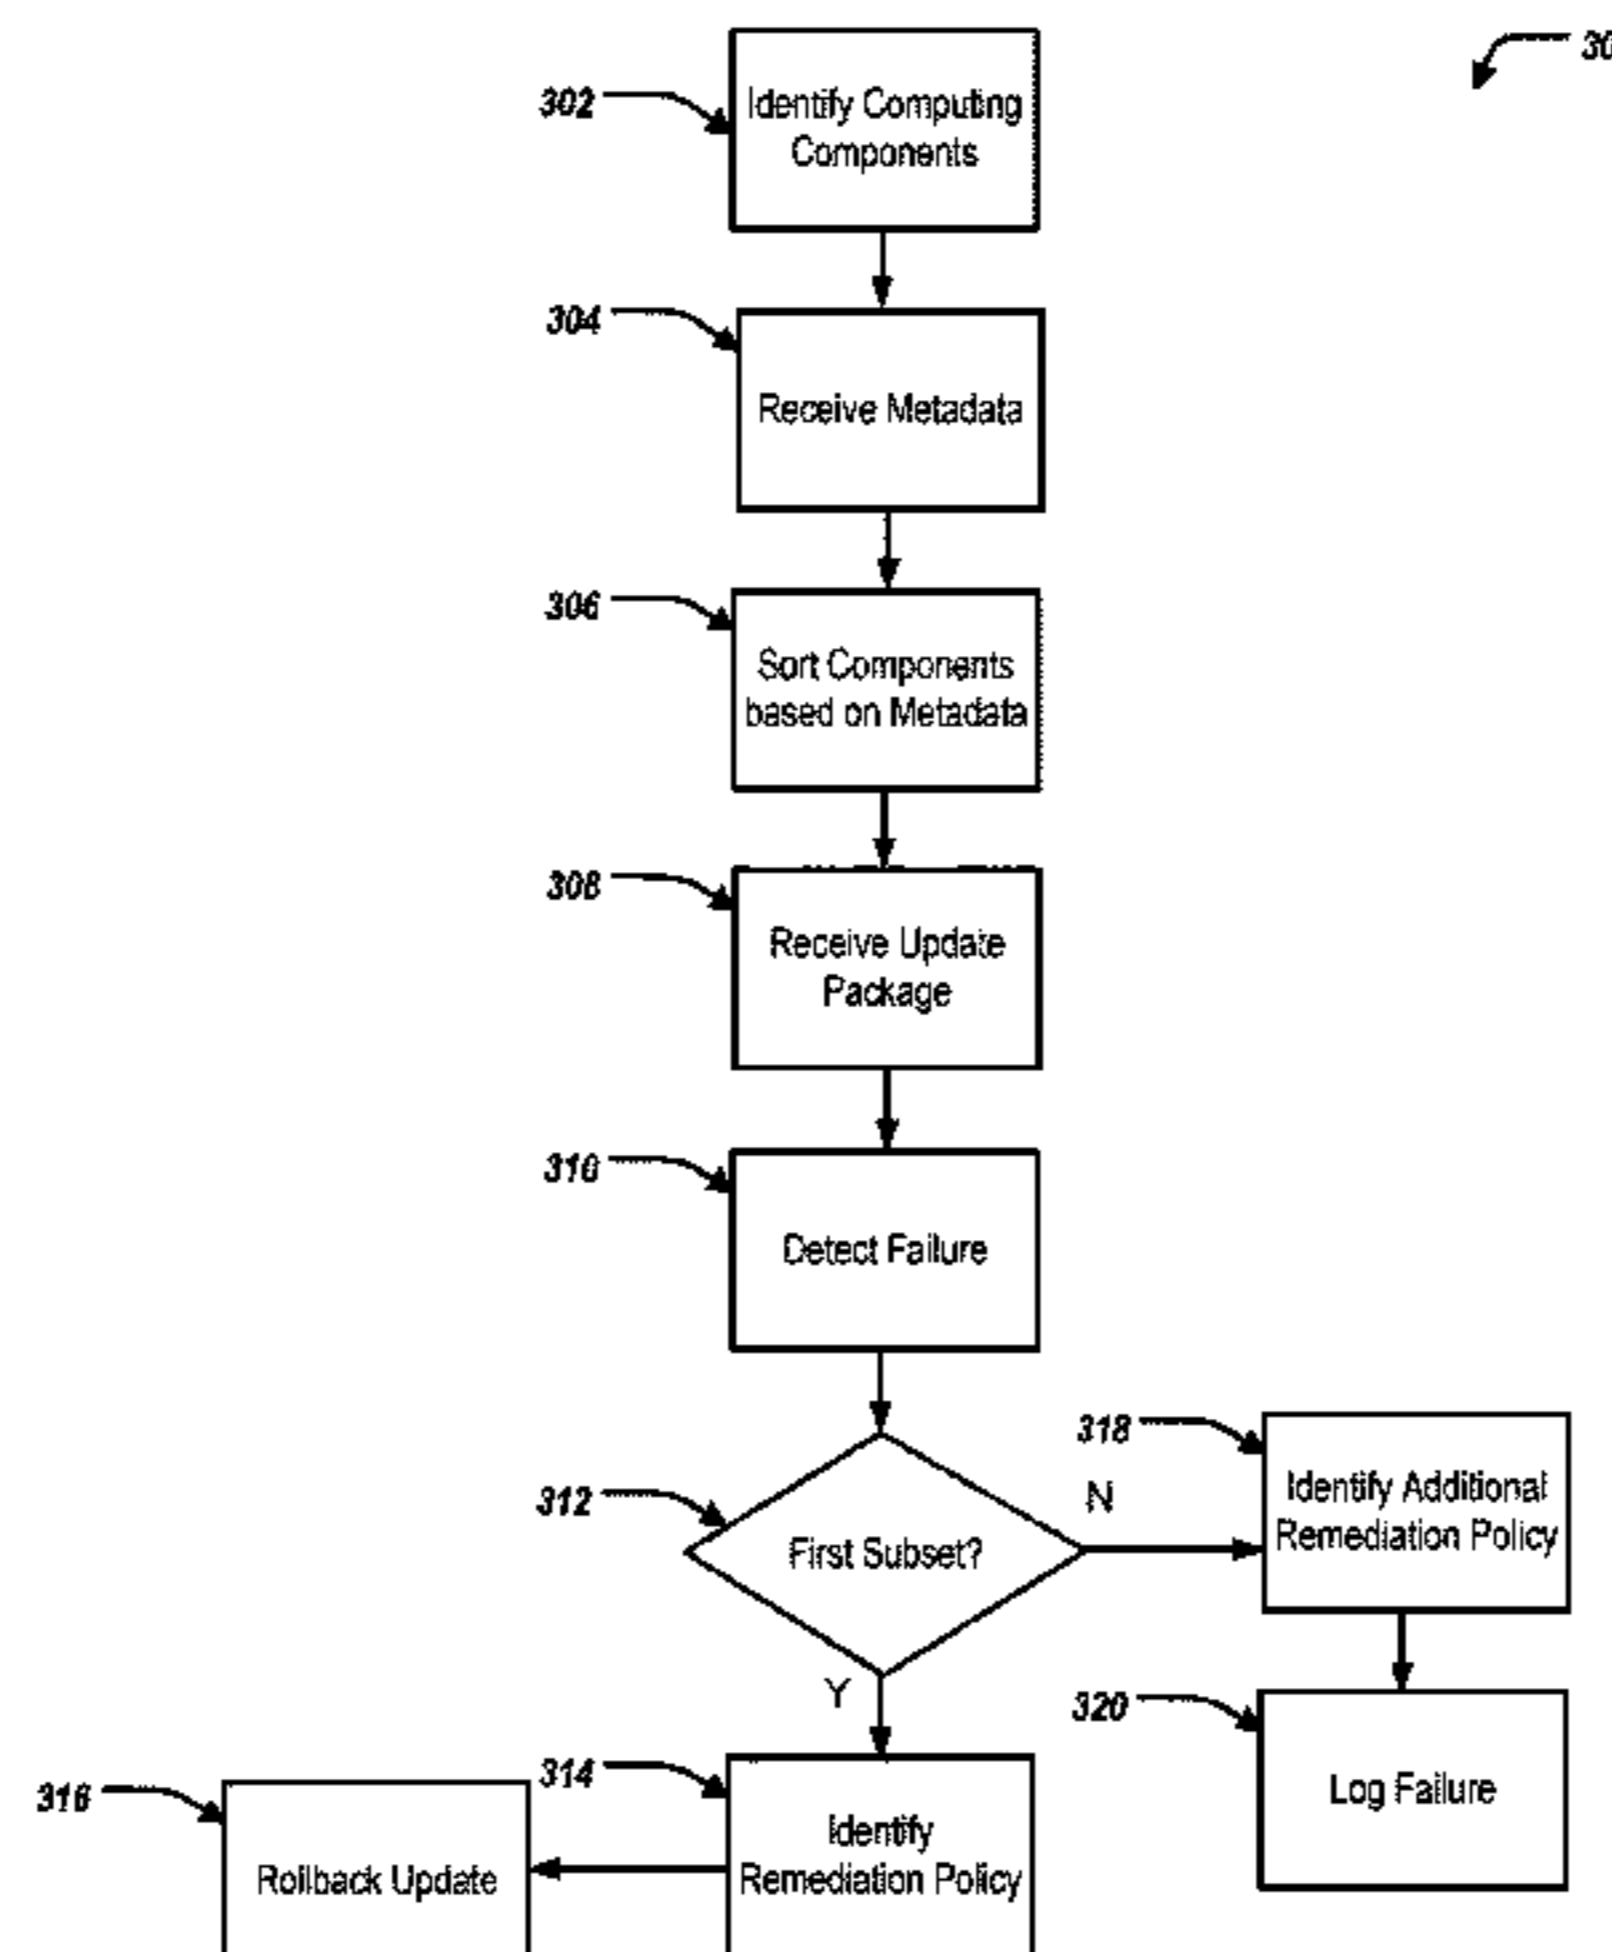 30
302
Identify Computing
Components
304
Receive Metadata
306
Sort Components
based on Metadata
308
Receive Update
Package
310
Detect Failure
312
First Subset?
N
Y
318
Identify Additional
Remediation Policy
320
Log Failure
314
Identify
Remediation Policy
316
Rollback Update